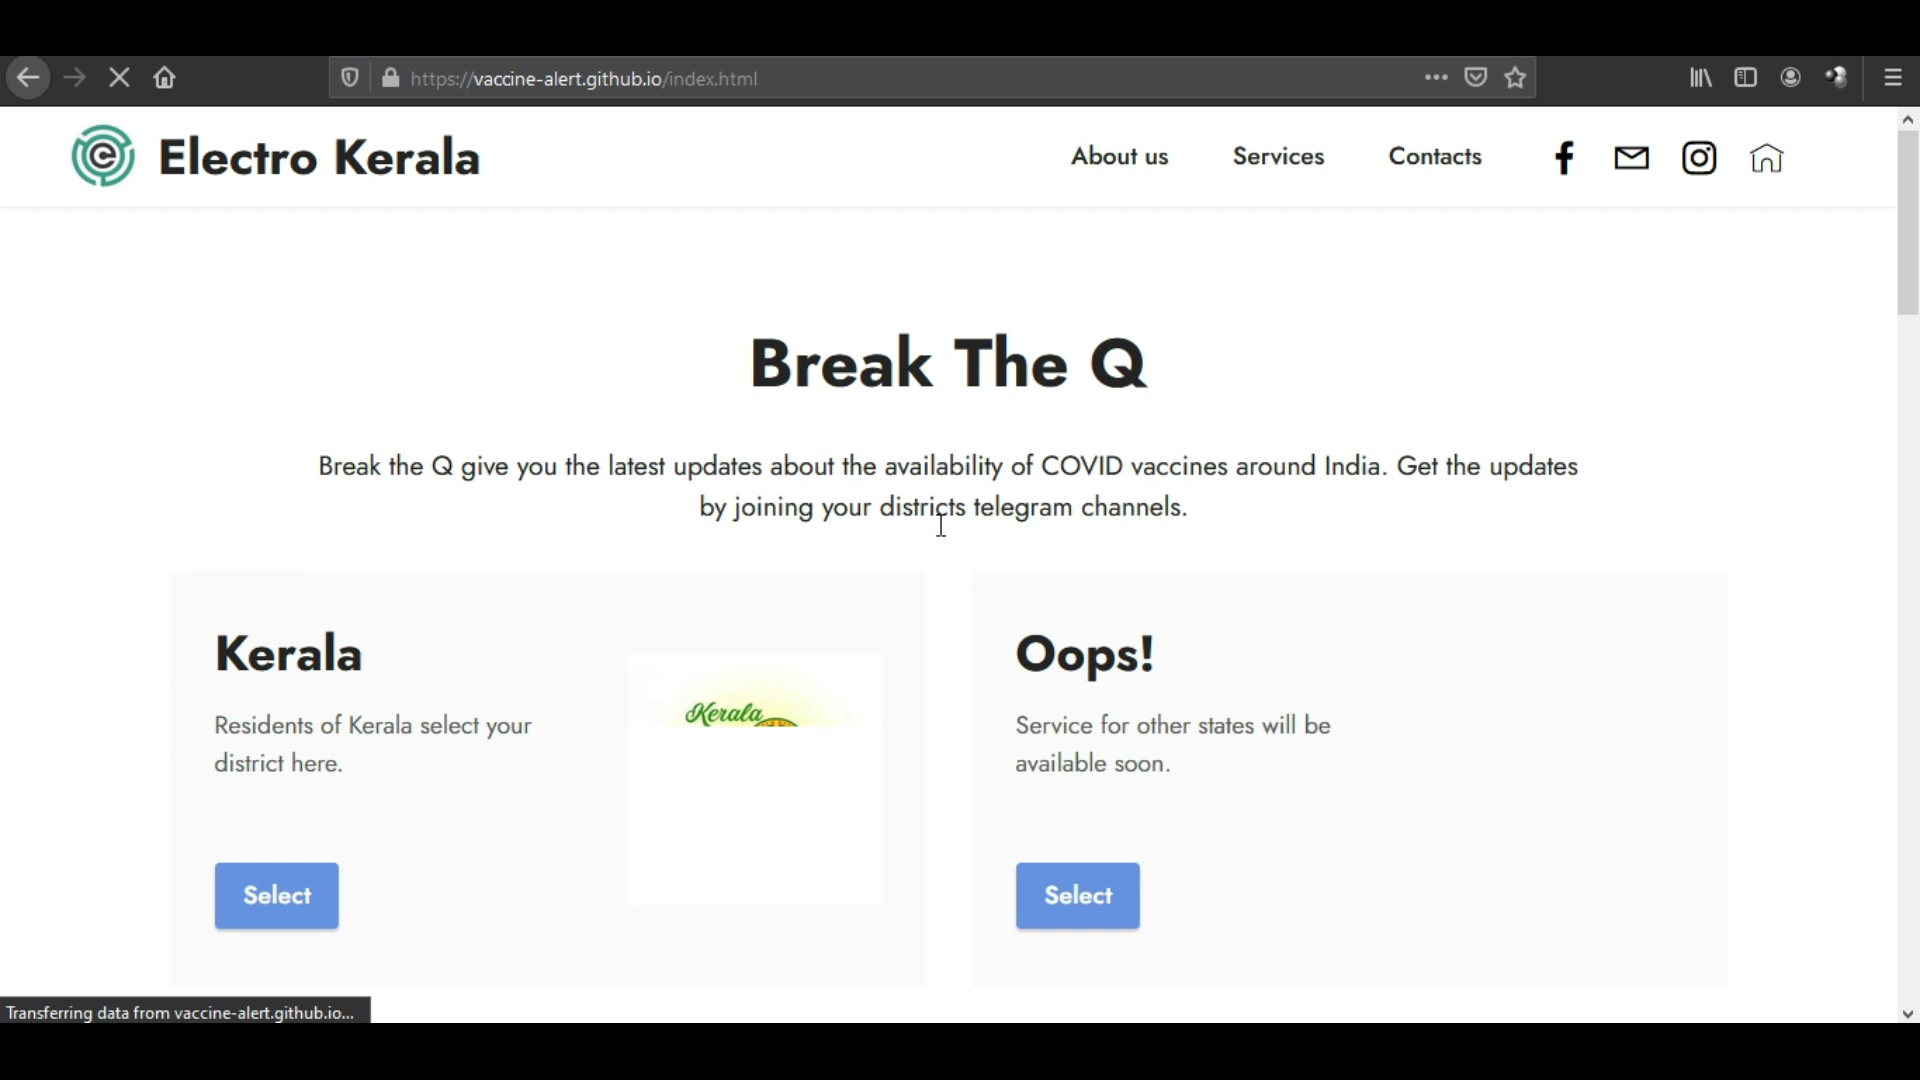 https://vaccine-alert.github.io/index.html
Electro Kerala
About us
Services
Contacts
Break The Q
Break the Q give you the latest updates about the availability of COVID vaccines around India. Get the updates
by joining your districts telegram channels.
Kerala
Residents of Kerala select your
district here.
Select
Kerala
Oops!
Service for other states will be
available soon.
Select
Transferring data from vaccine-alert.github.io...